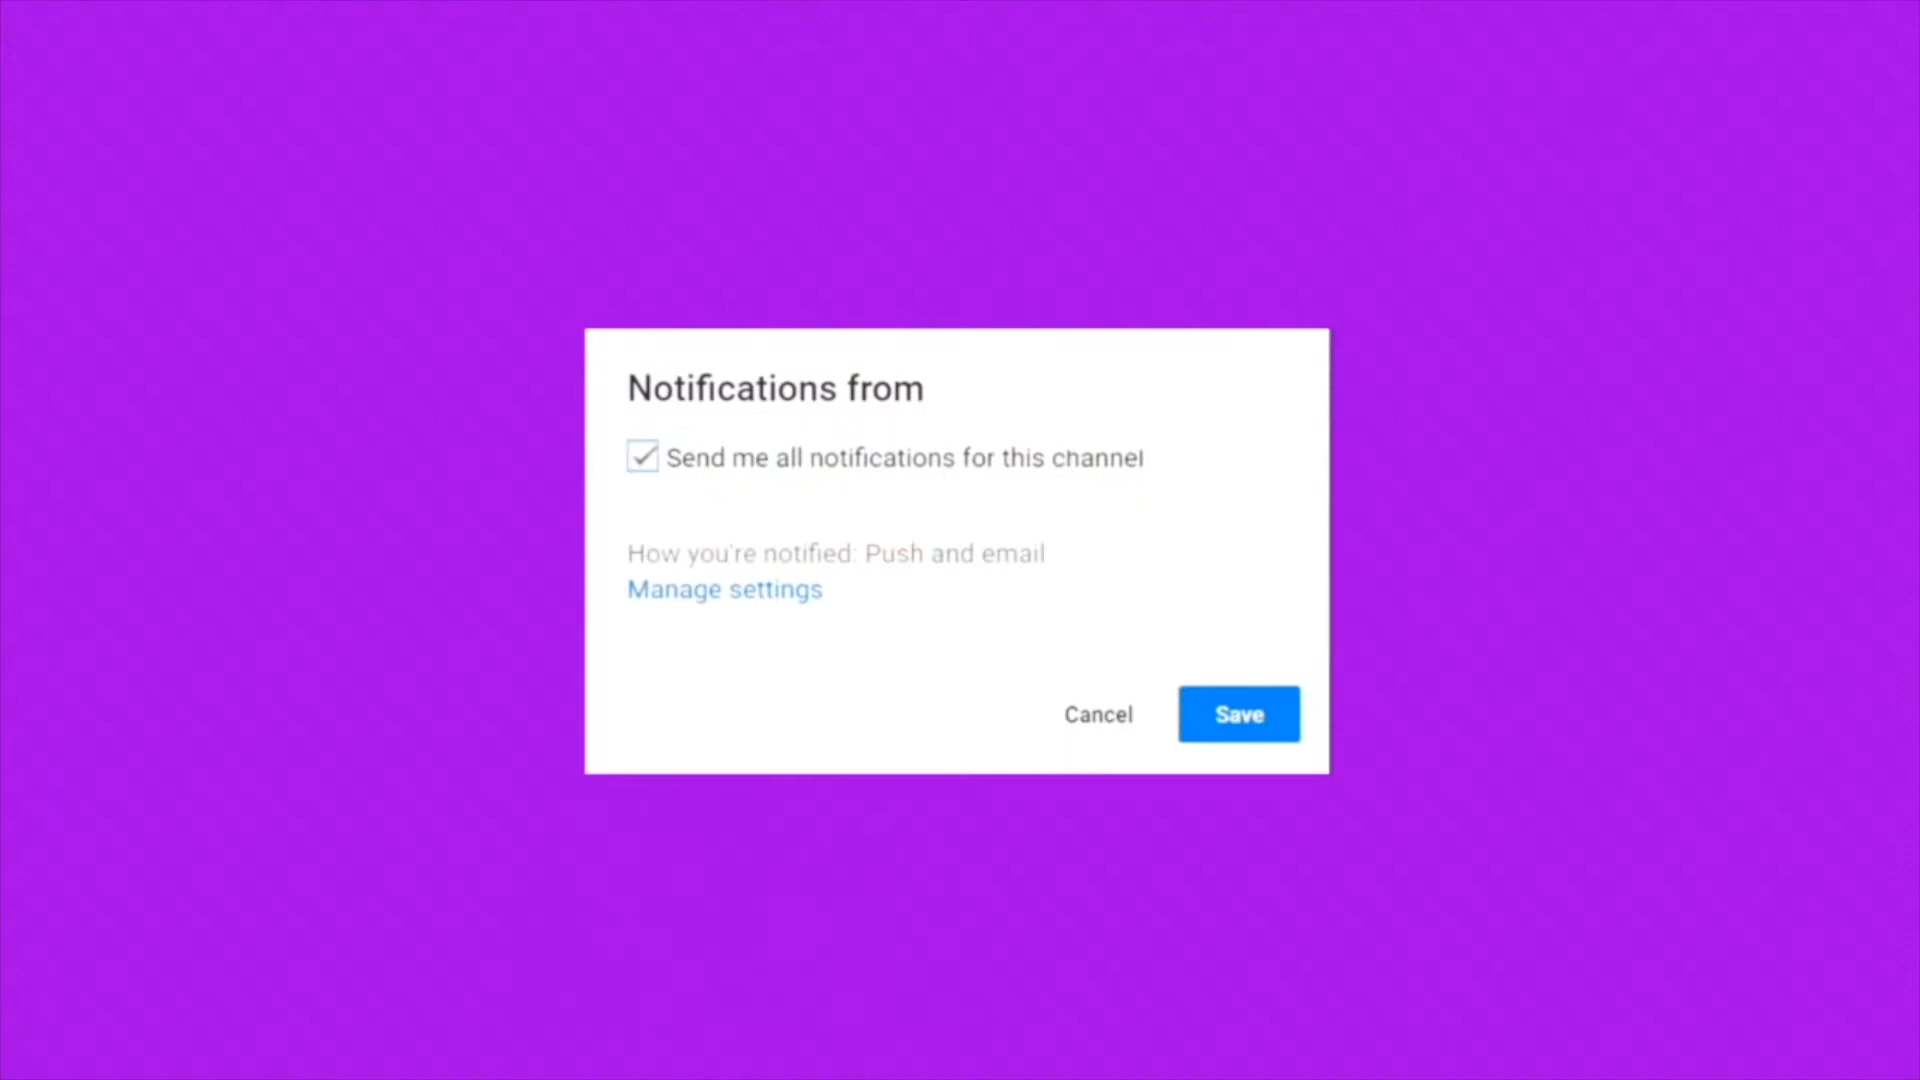 Notifications from
Send me all notifications for this channel
How you're notified: Push and email
Manage settings
Cancel
Save